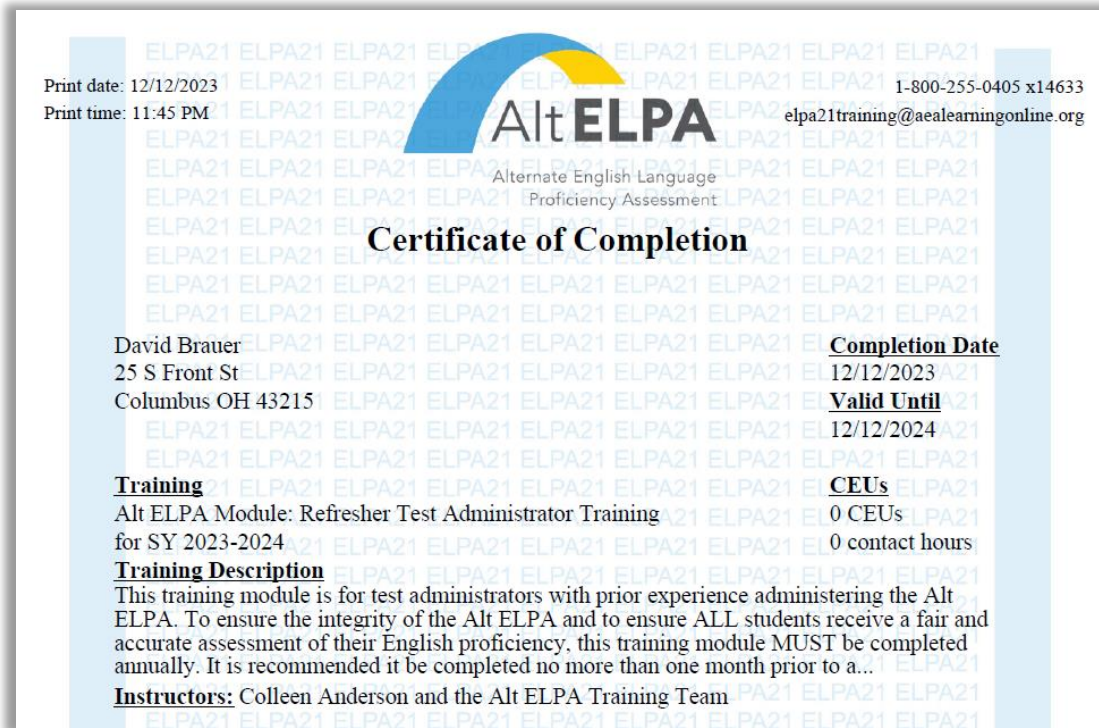 Print date: 12/12/2023
Print time: 11:45 PM
1-800-255-0405 x14633
elpa21training@aealearningonline.org
Alt ELPA
Alternate English Language
Proficiency Assessment
Certificate of Completion
David Brauer
25 S Front St
Columbus OH 43215
Completion Date
12/12/2023
Valid Until
12/12/2024
Training
Alt ELPA Module: Refresher Test Administrator Training
for SY 2023-2024
CEUs
0 CEUs
0 contact hours
Training Description
This training module is for test administrators with prior experience administering the Alt
ELPA. To ensure the integrity of the Alt ELPA and to ensure ALL students receive a fair and
accurate assessment of their English proficiency, this training module MUST be completed
annually. It is recommended it be completed no more than one month prior to a...
Instructors: Colleen Anderson and the Alt ELPA Training Team